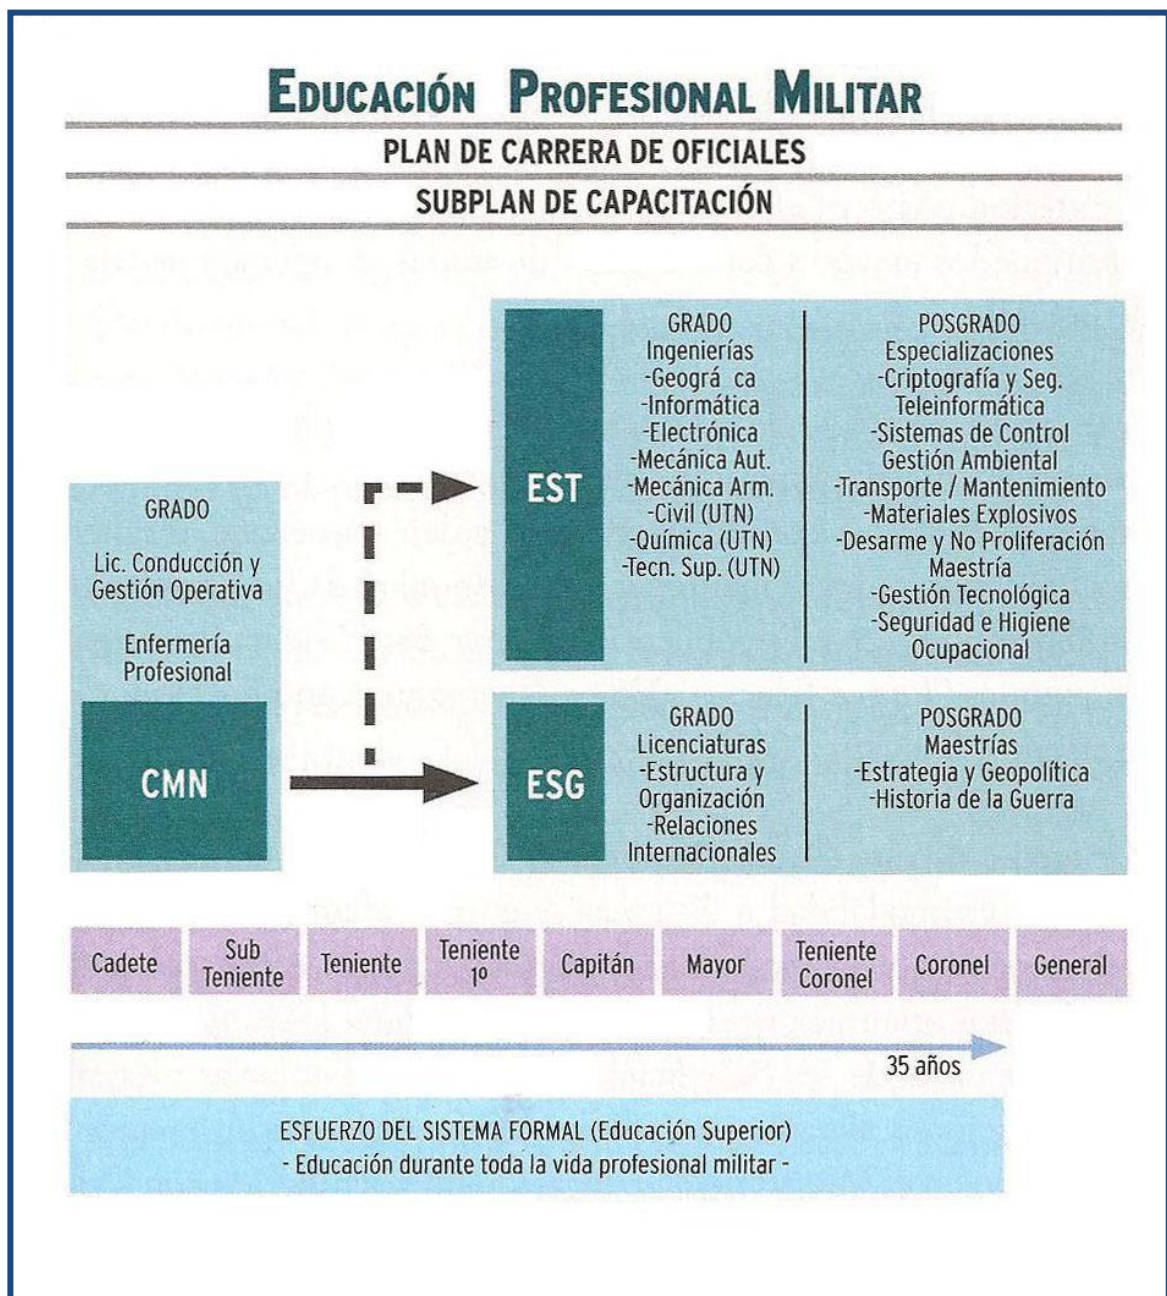 EDUCACIÓN PROFESIONAL MILITAR
PLAN DE CARRERA DE OFICIALES
SUBPLAN DE CAPACITACIÓN
GRADO
Lic. Conducción y
Gestión Operativa
Enfermería
Profesional
CMN
EST
GRADO
Ingenierías
-Geográ ca
-Informática
-Electrónica
-Mecánica Aut.
-Mecánica Arm.
-Civil (UTN)
-Química (UTN)
-Tecn. Sup. (UTN)
POSGRADO
Especializaciones
-Criptografía y Seg.
Teleinformática
-Sistemas de Control
Gestión Ambiental
-Transporte / Mantenimiento
-Materiales Explosivos
-Desarme y No Proliferación
Maestría
-Gestión Tecnológica
-Seguridad e Higiene
Ocupacional
ESG
GRADO
Licenciaturas
-Estructura y
Organización
-Relaciones
Internacionales
POSGRADO
Maestrías
-Estrategia y Geopolítica
-Historia de la Guerra
Cadete
Sub
Teniente
Teniente
Teniente
1º
Capitán
Mayor
Teniente
Coronel
Coronel
General
35 años
ESFUERZO DEL SISTEMA FORMAL (Educación Superior)
- Educación durante toda la vida profesional militar -